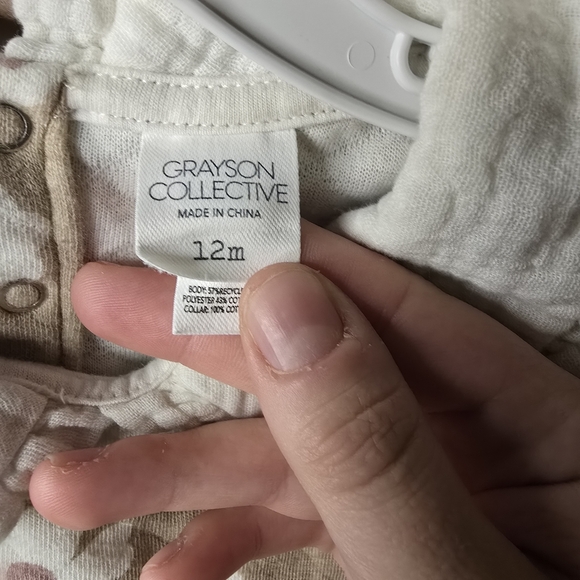 GRAYSON
COLLECTIVE
MADE IN CHINA
12m
BODY: 57%
POLYESTER 43%
COLLAR: 100%